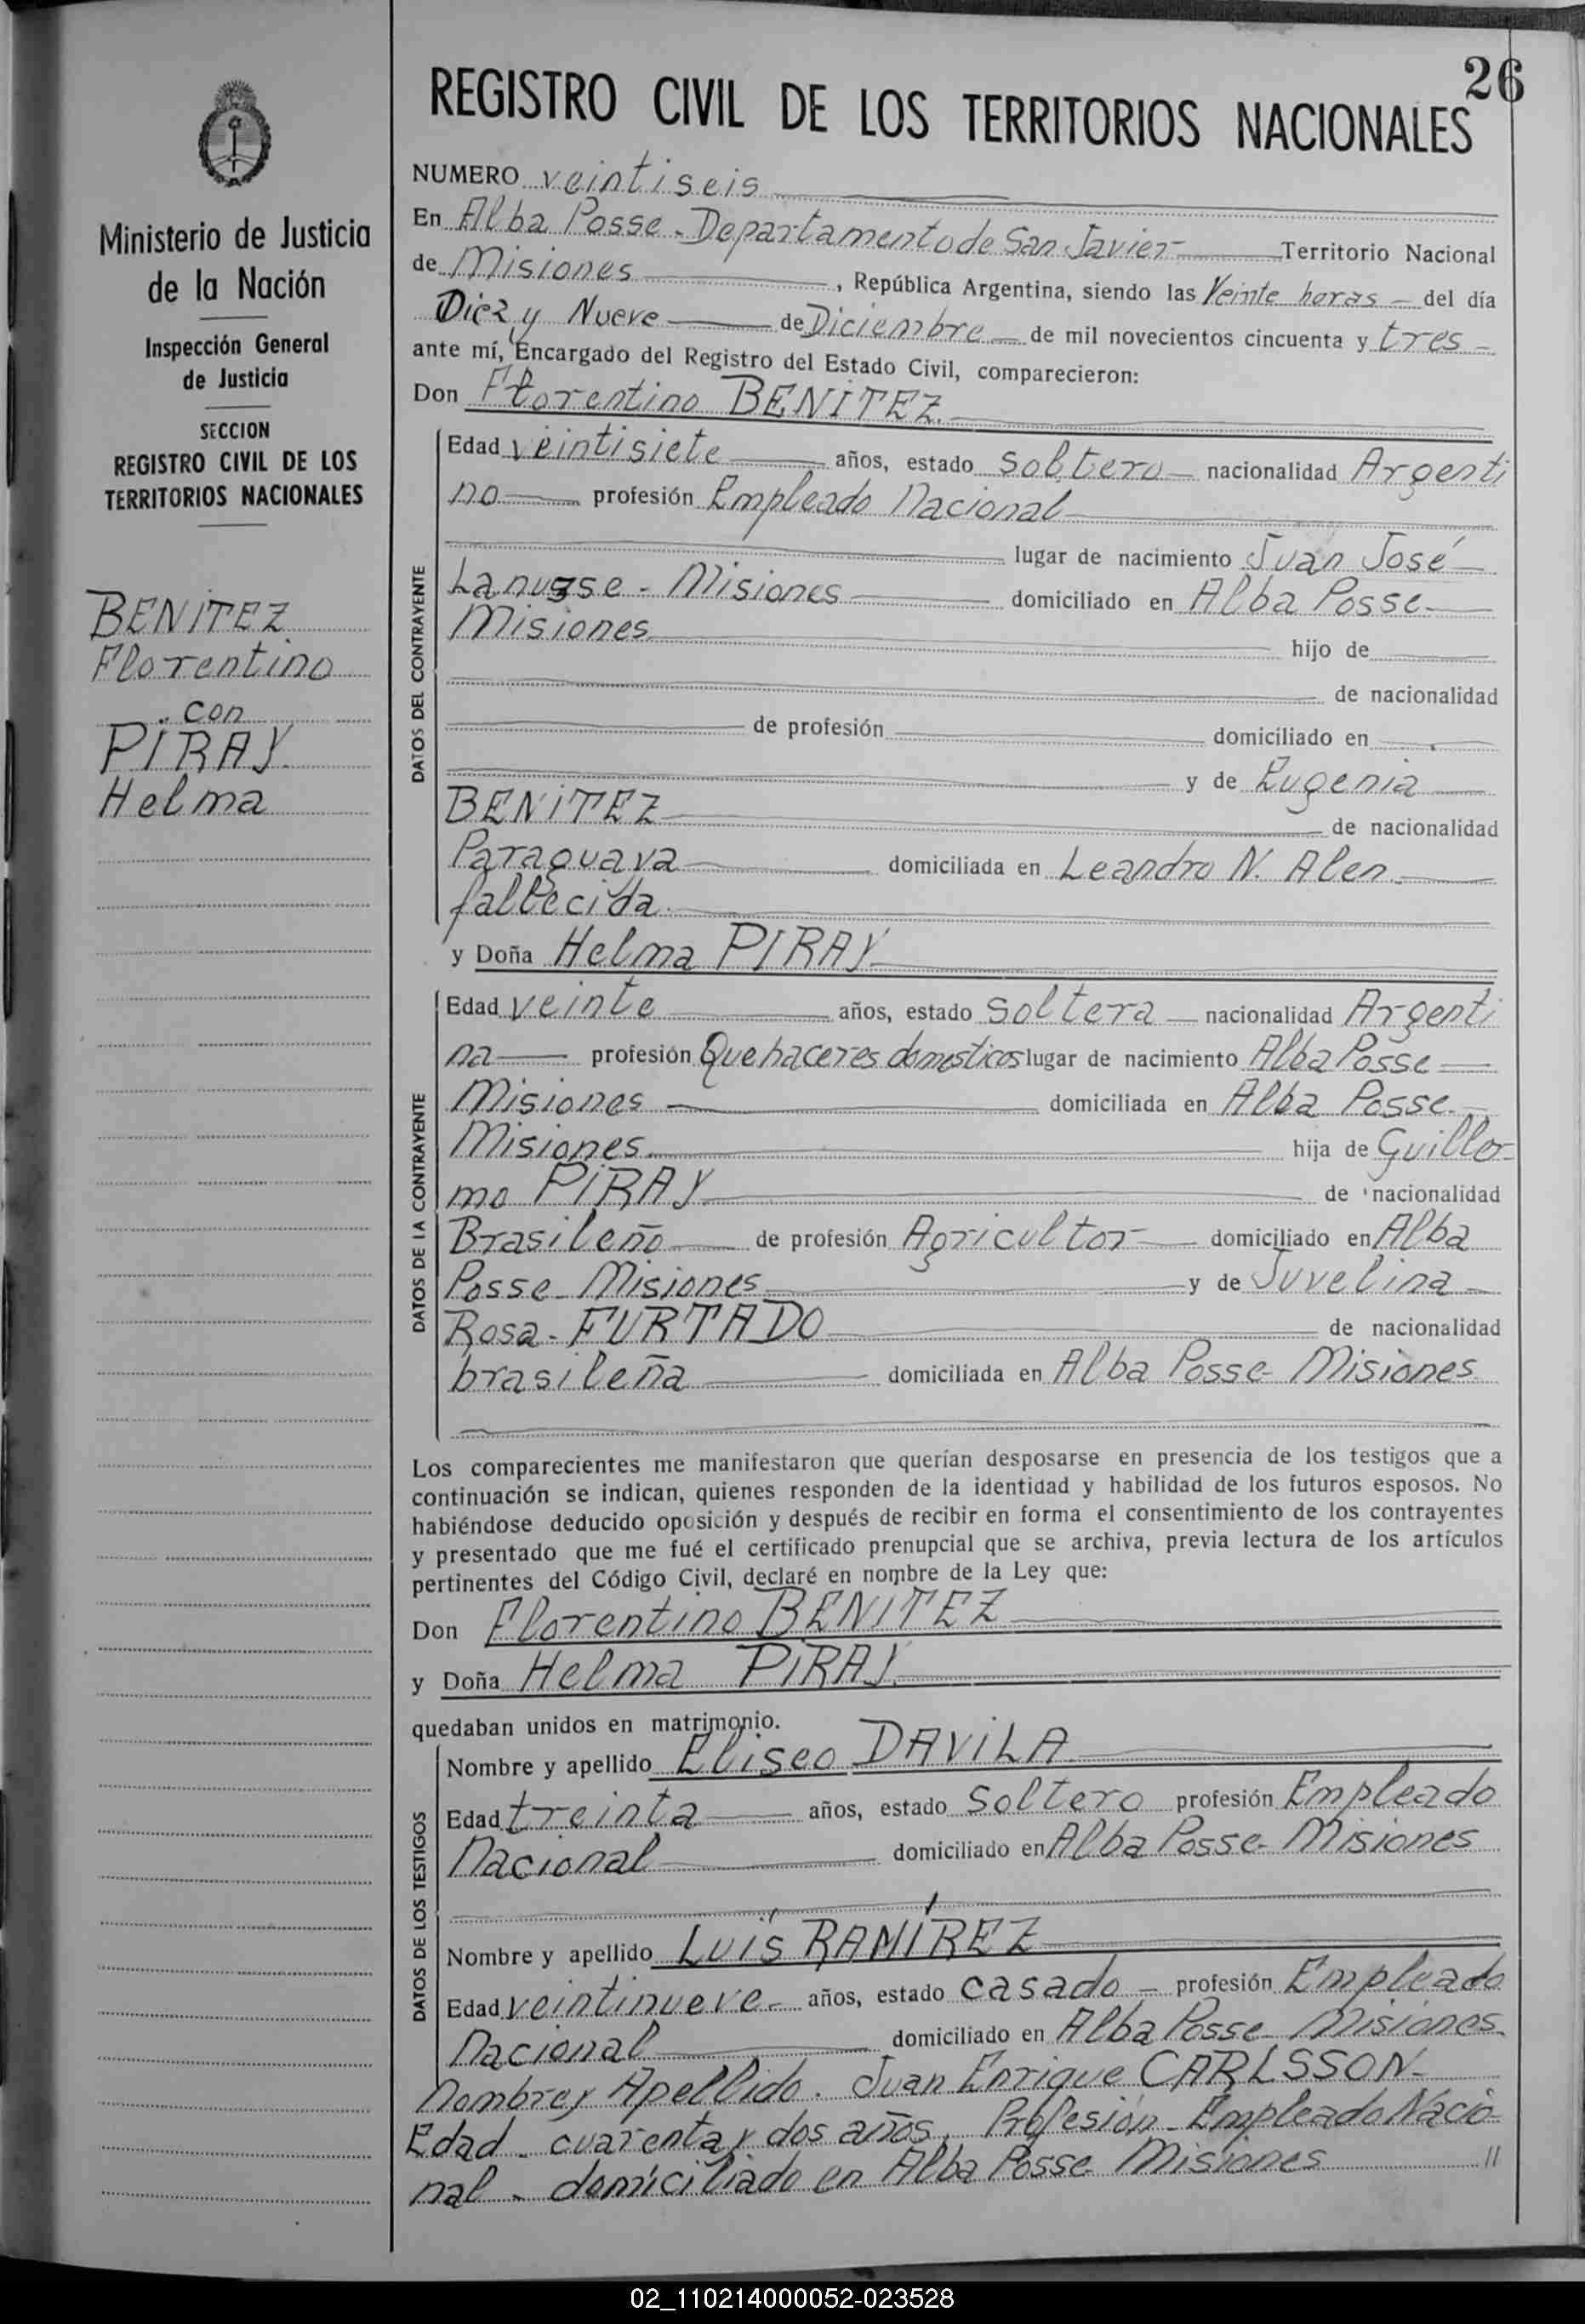 26
REGISTRO CIVIL DE LOS TERRITORIOS NACIONALES
Ministerio de Justicia
de la Nación
Inspección General
de Justicia
SECCION
REGISTRO CIVIL DE LOS
TERRITORIOS NACIONALES
BENITEZ
Florentino
con
PIRAY
Helma
NUMERO veintiseis
En Alba Posse - Departamento de San Javier Territorio Nacional
de Misiones, República Argentina, siendo las Veinte horas del día
Diez y Nueve de Diciembre de mil novecientos cincuenta y tres
ante mí, Encargado del Registro del Estado Civil, comparecieron:
Don Florentino BENITEZ
DATOS DEL CONTRAYENTE
Edad veintisiete años, estado Soltero nacionalidad Argenti
no profesión Empleado Nacional
lugar de nacimiento Juan José
Lanusse - Misiones domiciliado en Alba Posse
Misiones hijo de
de nacionalidad
de profesión domiciliado en
y de Eugenia
BENITEZ de nacionalidad
Paraguaya domiciliada en Leandro N. Alen
fallecida
y Doña Helma PIRAY
DATOS DE LA CONTRAYENTE
Edad veinte años, estado Soltera nacionalidad Argenti
na profesión Quehaceres domesticos lugar de nacimiento Alba Posse
Misiones domiciliada en Alba Posse
Misiones hija de Guiller-
mo PIRAY de nacionalidad
Brasileño de profesión Agricultor domiciliado en Alba
Posse - Misiones y de Juvelina
Rosa - FURTADO de nacionalidad
brasileña domiciliada en Alba Posse - Misiones
Los comparecientes me manifestaron que querían desposarse en presencia de los testigos que a
continuación se indican, quienes responden de la identidad y habilidad de los futuros esposos. No
habiéndose deducido oposición y después de recibir en forma el consentimiento de los contrayentes
y presentado que me fué el certificado prenupcial que se archiva, previa lectura de los artículos
pertinentes del Código Civil, declaré en nombre de la Ley que:
Don Florentino BENITEZ
y Doña Helma PIRAY
quedaban unidos en matrimonio.
DATOS DE LOS TESTIGOS
Nombre y apellido Eliseo DAVILA
Edad treinta años, estado Soltero profesión Empleado
Nacional domiciliado en Alba Posse - Misiones
Nombre y apellido Luis RAMÍREZ
Edad veintinueve años, estado casado - profesión Empleado
Nacional domiciliado en Alba Posse - Misiones
Nombre y Apellido. Juan Enrique CARLSSON -
Edad - cuarenta y dos años. Profesión - Empleado Nacio-
nal - domiciliado en Alba Posse Misiones //
02_110214000052-023528